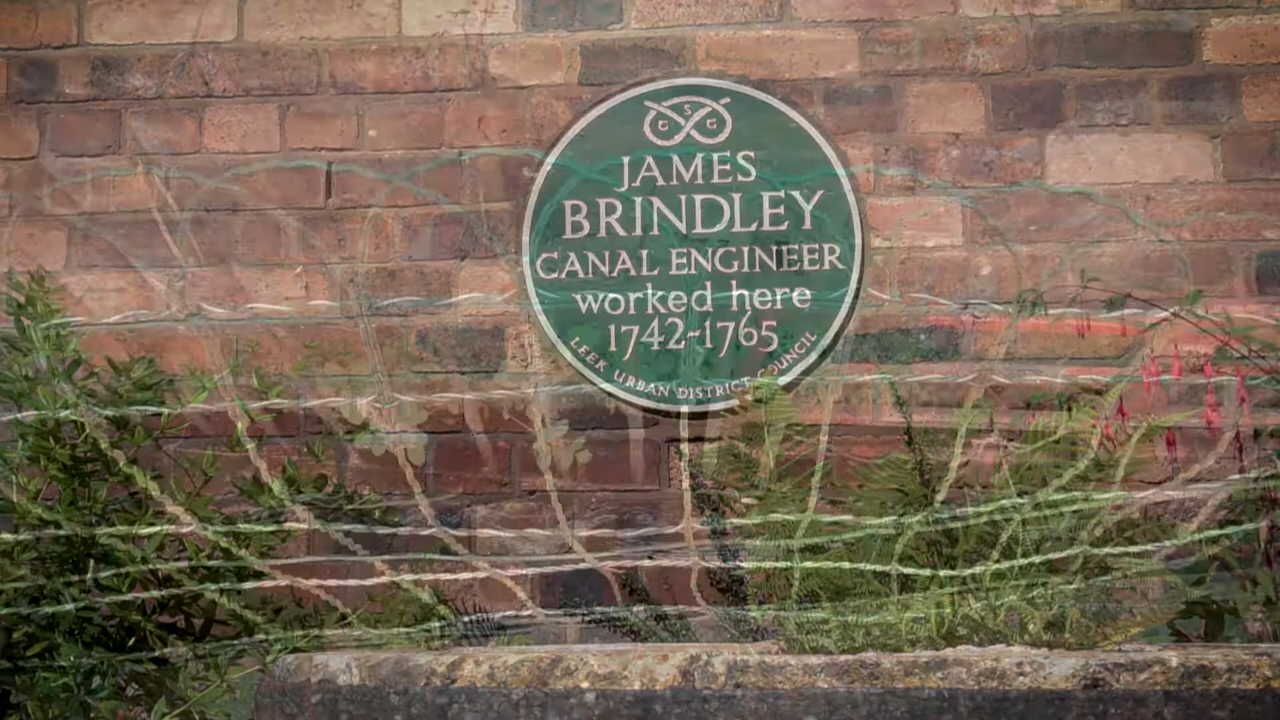 S
C C
JAMES
BRINDLEY
CANAL ENGINEER
worked here
1742-1765
LEEK URBAN DISTRICT COUNCIL